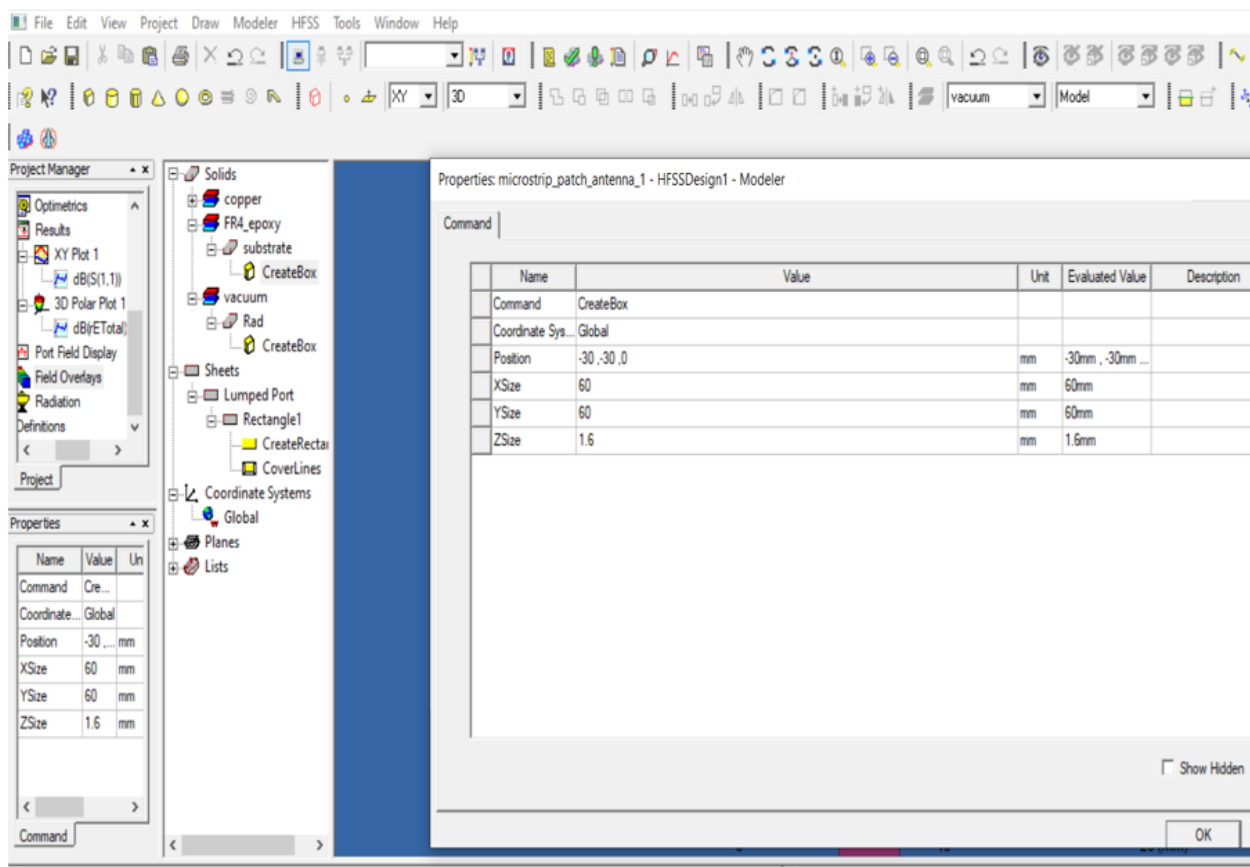 File Edit View Project Draw Modeler HFSS Tools Window Help
XY 3D vacuum Model
Project Manager
Optimetrics
Results
XY Plot 1
dB(S(1,1))
3D Polar Plot 1
dB(rETotal)
Port Field Display
Field Overlays
Radiation
Definitions
Project
Properties
Name Value Un
Command Cre...
Coordinate... Global
Position -30 ,... mm
XSize 60 mm
YSize 60 mm
ZSize 1.6 mm
Command
Solids
copper
FR4_epoxy
substrate
CreateBox
vacuum
Rad
CreateBox
Sheets
Lumped Port
Rectangle1
CreateRecta
CoverLines
Coordinate Systems
Global
Planes
Lists
Properties: microstrip_patch_antenna_1 - HFSSDesign1 - Modeler
Command
Name Value Unit Evaluated Value Description
Command CreateBox
Coordinate Sys... Global
Position -30 ,-30 ,0 mm -30mm , -30mm ...
XSize 60 mm 60mm
YSize 60 mm 60mm
ZSize 1.6 mm 1.6mm
Show Hidden
OK